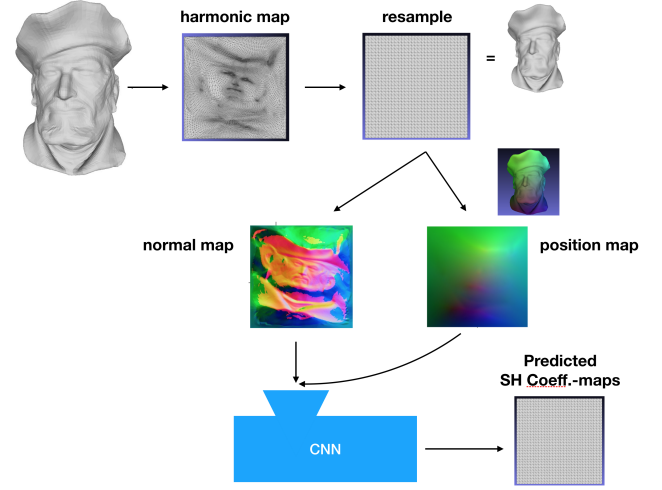 harmonic map
resample
=
normal map
position map
Predicted
SH Coeff.-maps
CNN